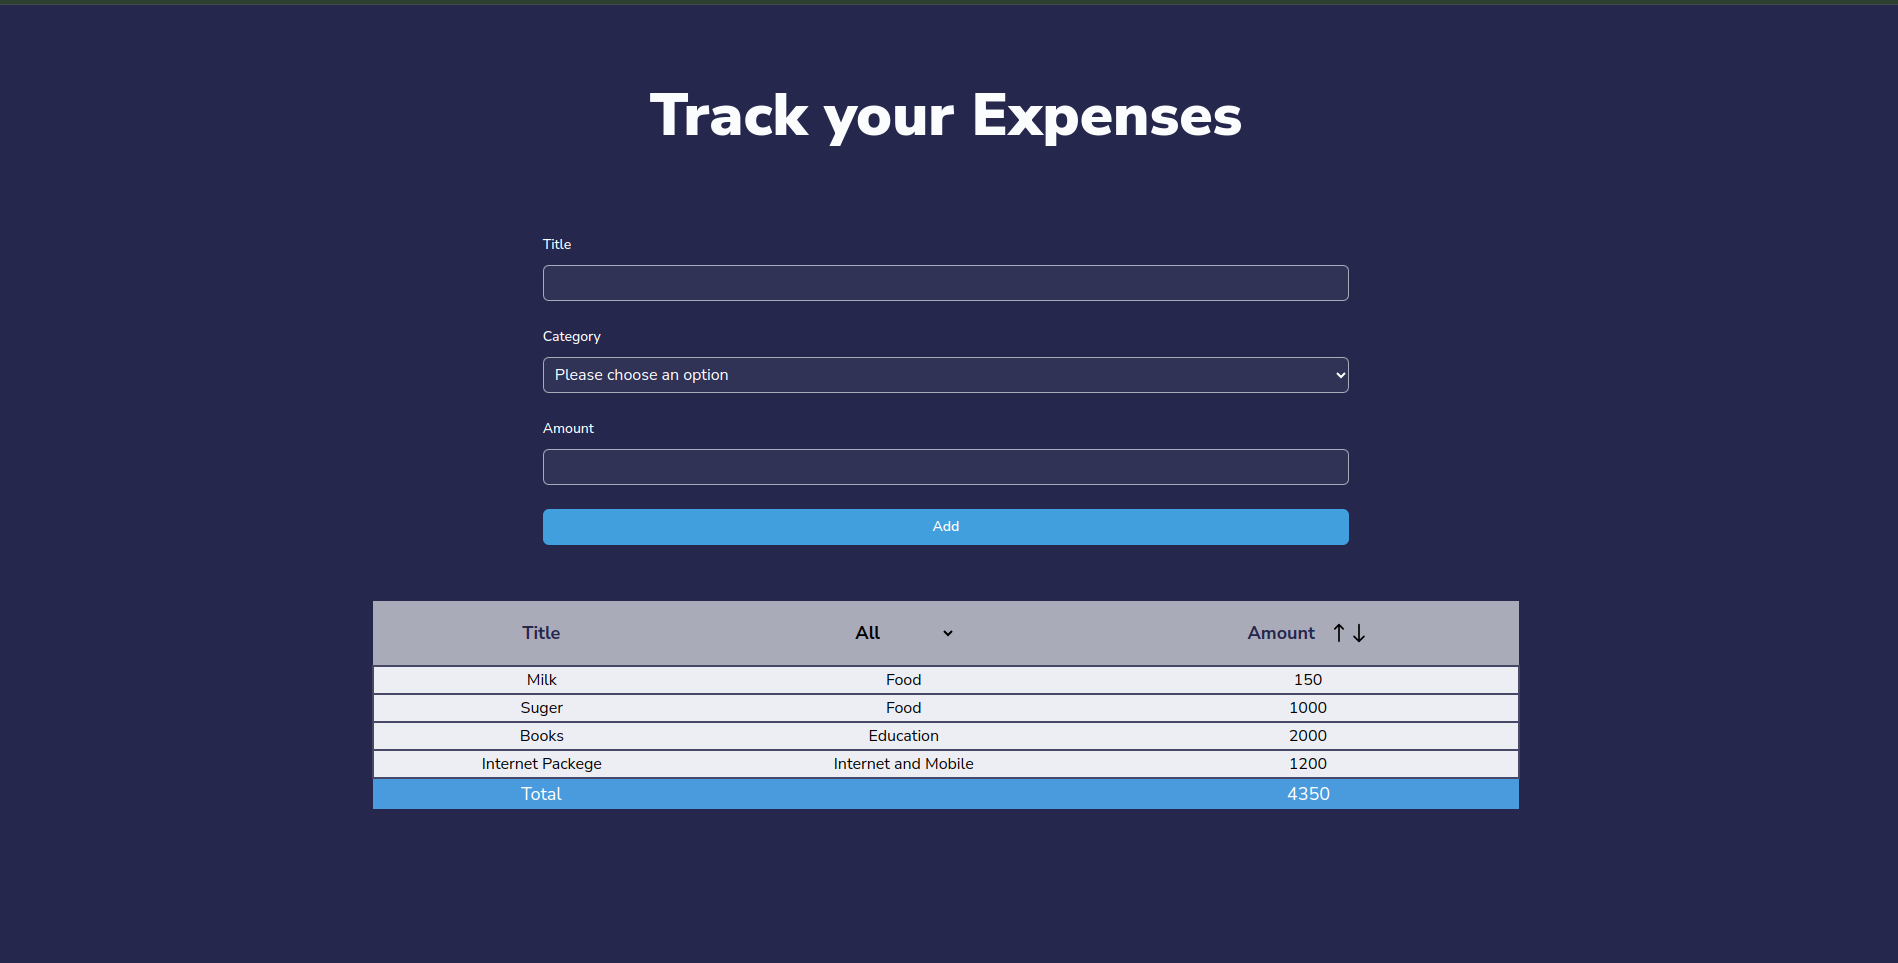 Track your Expenses
Title
Category
Please choose an option
Amount
Add
Title All Amount ↑↓
Milk Food 150
Suger Food 1000
Books Education 2000
Internet Packege Internet and Mobile 1200
Total 4350